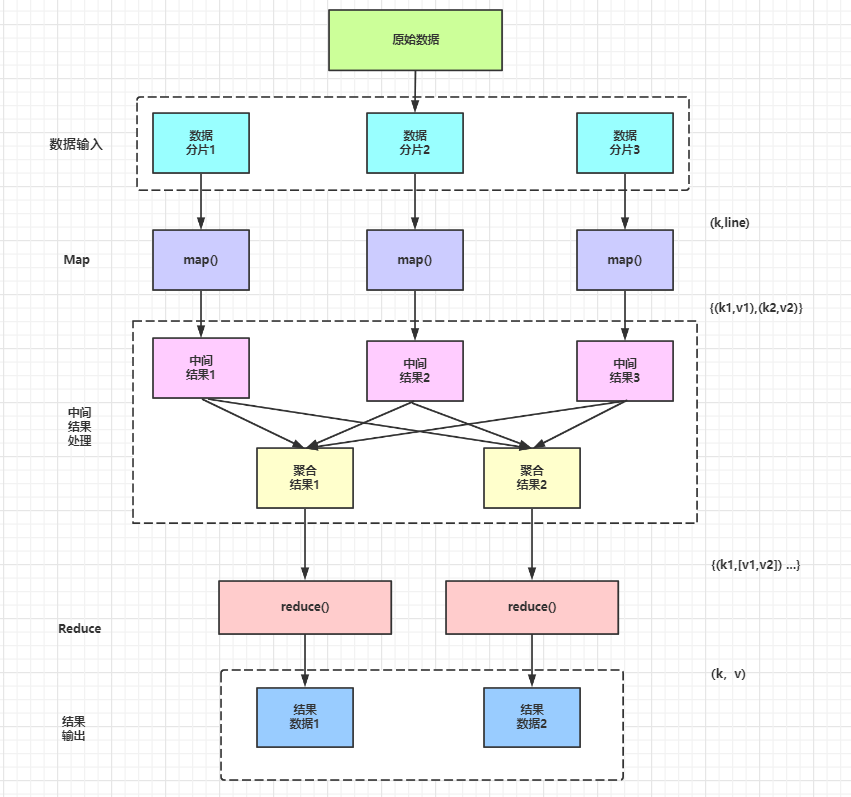 原始数据
数据输入
数据
分片1
数据
分片2
数据
分片3
(k,line)
Map
map()
map()
map()
{(k1,v1),(k2,v2)}
中间
结果
处理
中间
结果1
中间
结果2
中间
结果3
聚合
结果1
聚合
结果2
{(k1,[v1,v2]) ...}
Reduce
reduce()
reduce()
(k，v)
结果
输出
结果
数据1
结果
数据2